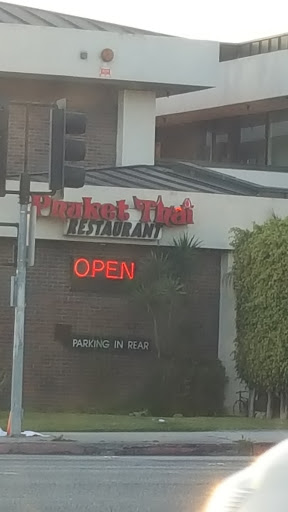 Phuket Thai
RESTAURANT
OPEN
PARKING IN REAR